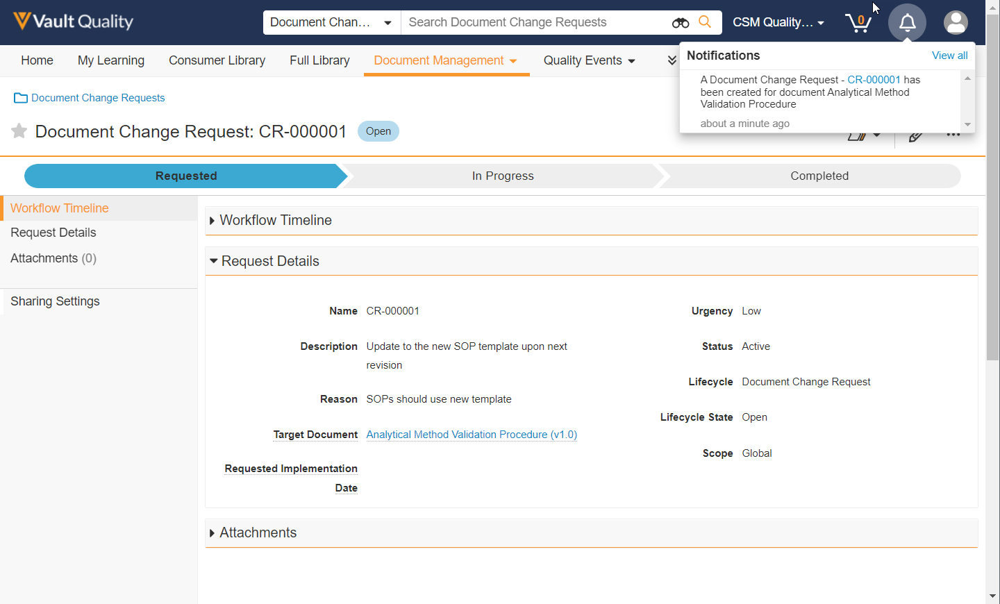 Vault Quality
Document Chan...
Search Document Change Requests
CSM Quality...
0
Home
My Learning
Consumer Library
Full Library
Document Management
Quality Events
Notifications
View all
A Document Change Request - CR-000001 has
been created for document Analytical Method
Validation Procedure
about a minute ago
Document Change Requests
Document Change Request: CR-000001
Open
Requested
In Progress
Completed
Workflow Timeline
Request Details
Attachments (0)
Sharing Settings
Workflow Timeline
Request Details
Name CR-000001
Description Update to the new SOP template upon next
revision
Reason SOPs should use new template
Target Document Analytical Method Validation Procedure (v1.0)
Requested Implementation
Date
Urgency Low
Status Active
Lifecycle Document Change Request
Lifecycle State Open
Scope Global
Attachments